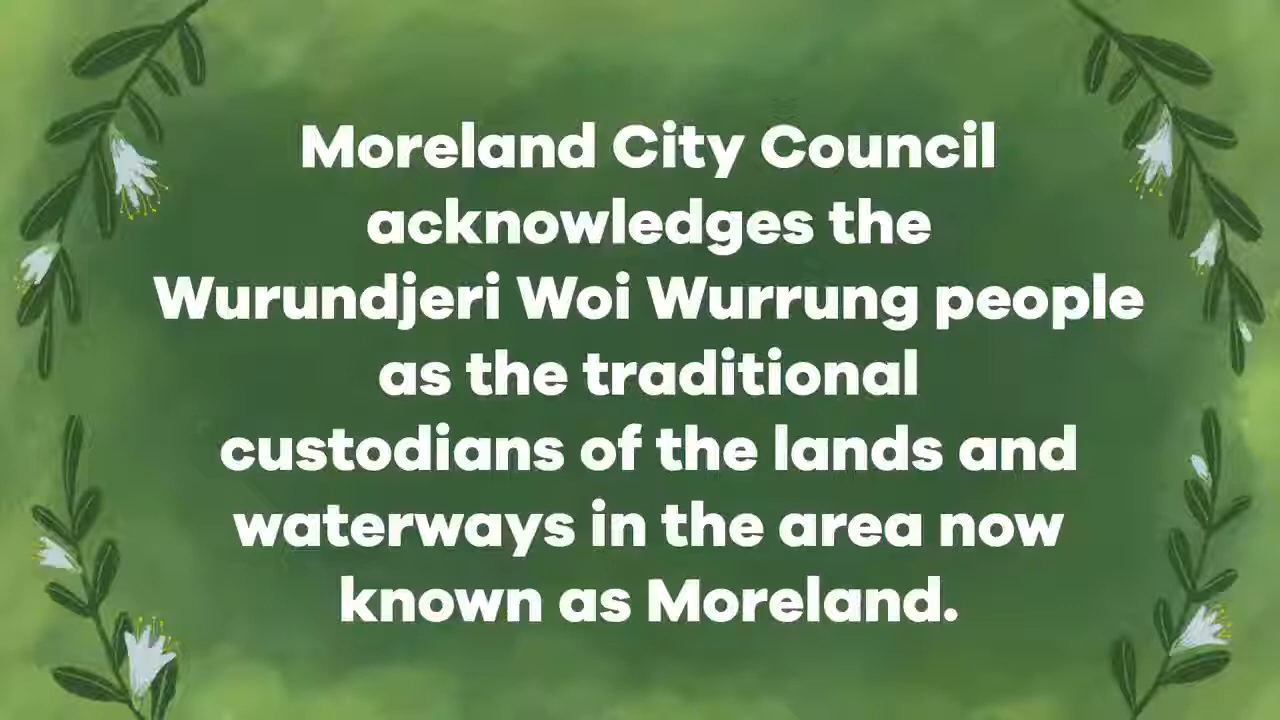 Moreland City Council
acknowledges the
Wurundjeri Woi Wurrung people
as the traditional
custodians of the lands and
waterways in the area now
known as Moreland.